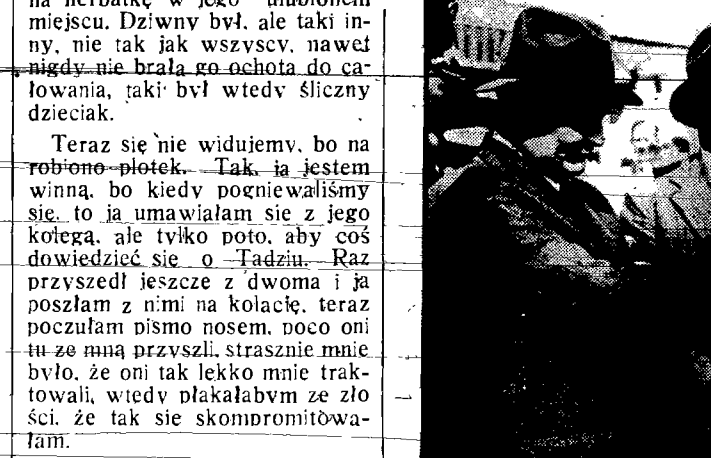 na herbatkę w jego ulubionem
miejscu. Dziwny był, ale taki in-
ny, nie tak jak wszyscy, nawet
nigdy nie brała go ochota do ca-
łowania, taki był wtedy śliczny
dzieciak.
Teraz się nie widujemy, bo na
robiono plotek. Tak, ja jestem
winną, bo kiedy pogniewaliśmy
się, to ja umawiałam się z jego
kolegą, ale tylko poto, aby coś
dowiedzieć się o Tadziu. Raz
przyszedł jeszcze z dwoma i ja
poszłam z nimi na kolację, teraz
poczułam pismo nosem, poco oni
tu ze mną przyszli, strasznie mnie
było, że oni tak lekko mnie trak-
towali, wtedy płakałabym ze zło
ści, że tak się skompromitowa-
łam.